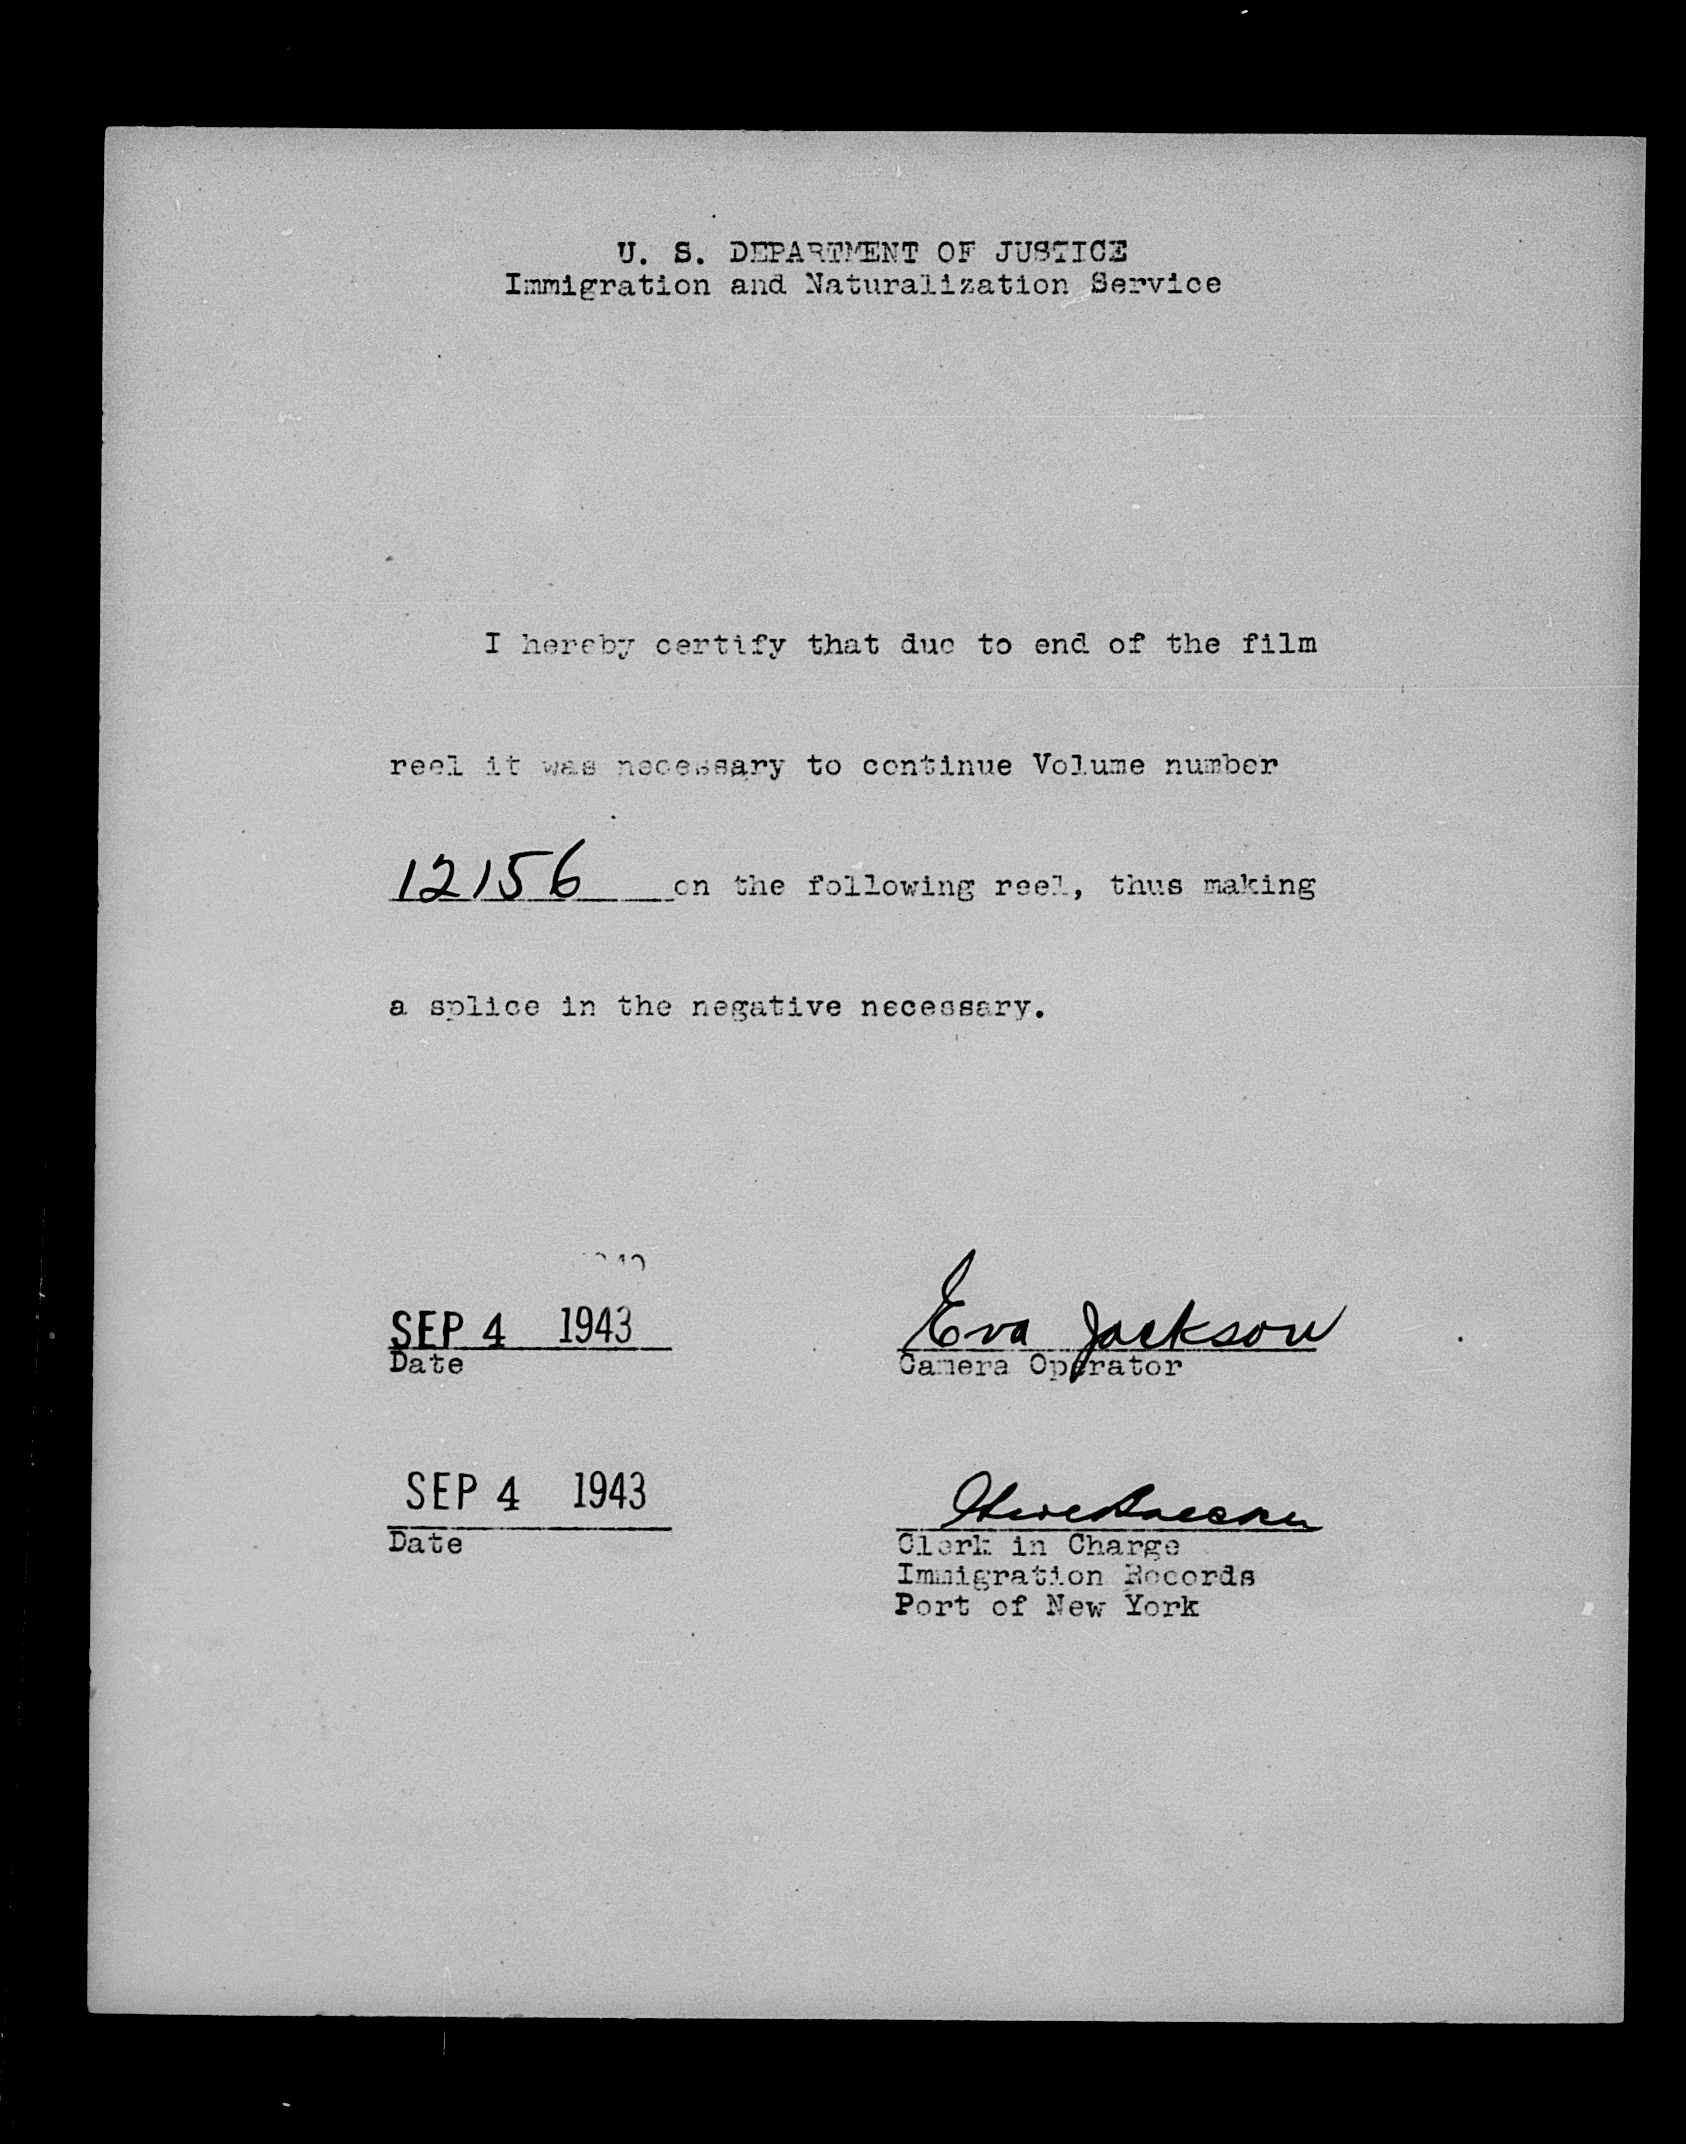 U. S. DEPARTMENT OF JUSTICE
Immigration and Naturalization Service
I hereby certify that due to end of the film
reel it was necessary to continue Volume number
12156 on the following reel, thus making
a splice in the negative necessary.
SEP 4 1943
Eva Jackson
Date
Camera Operator
SEP 4 1943
Date
Clerk in Charge
Immigration Records
Port of New York